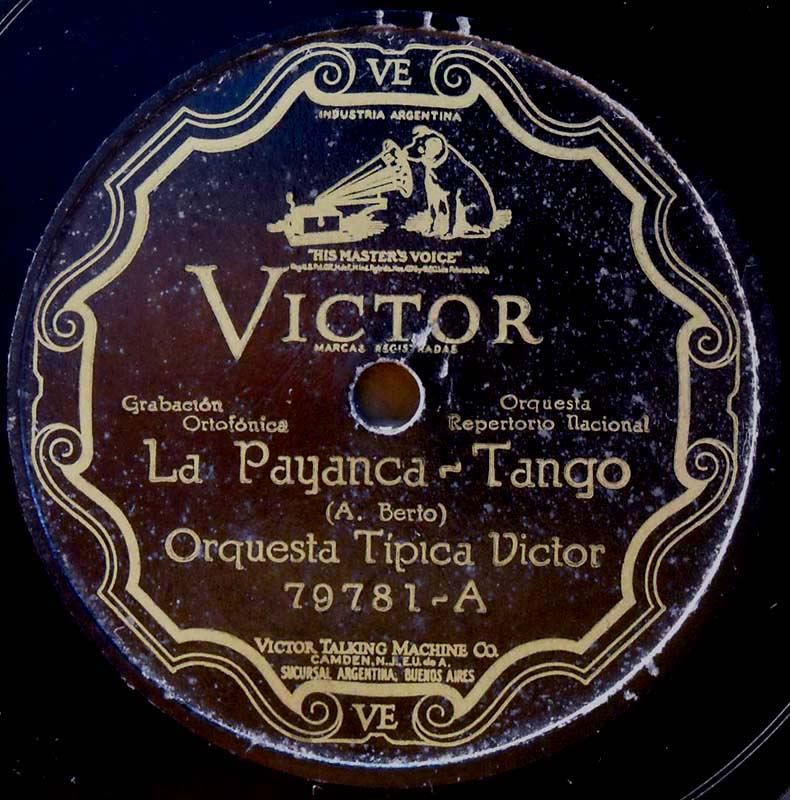 VE
INDUSTRIA ARGENTINA
"HIS MASTER'S VOICE"
VICTOR
MARCAS REGISTRADAS
Grabación
Ortofónica
Orquesta
Repertorio Nacional
La Payanca - Tango
(A. Berto)
Orquesta Típica Victor
79781-A
VICTOR TALKING MACHINE CO.
CAMDEN, N.J. E.U. de A.
SUCURSAL ARGENTINA: BUENOS AIRES
VE